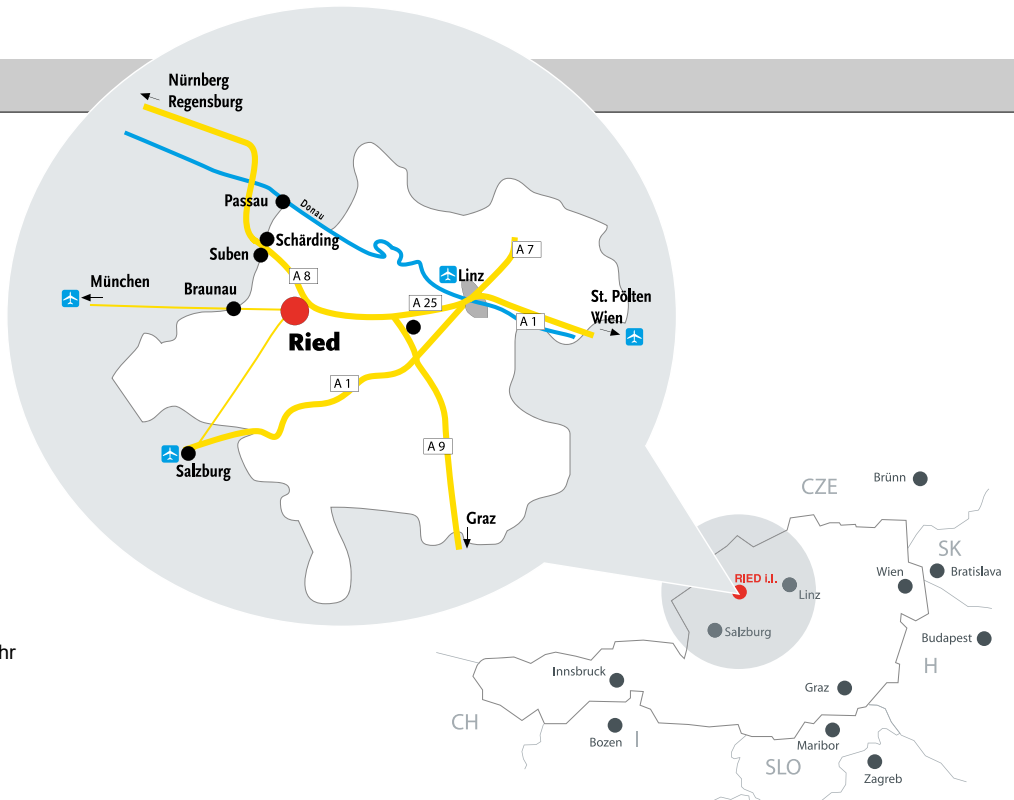 Nürnberg
Regensburg
Passau
Donau
Schärding
Suben
A 8
A 7
Linz
München
Braunau
A 25
St. Pölten
Wien
A 1
Ried
A 1
A 9
Salzburg
Graz
hr
CZE
Brünn
SK
RIED i.I.
Linz
Wien
Bratislava
Salzburg
Budapest
H
Innsbruck
Graz
CH
Bozen
I
Maribor
SLO
Zagreb